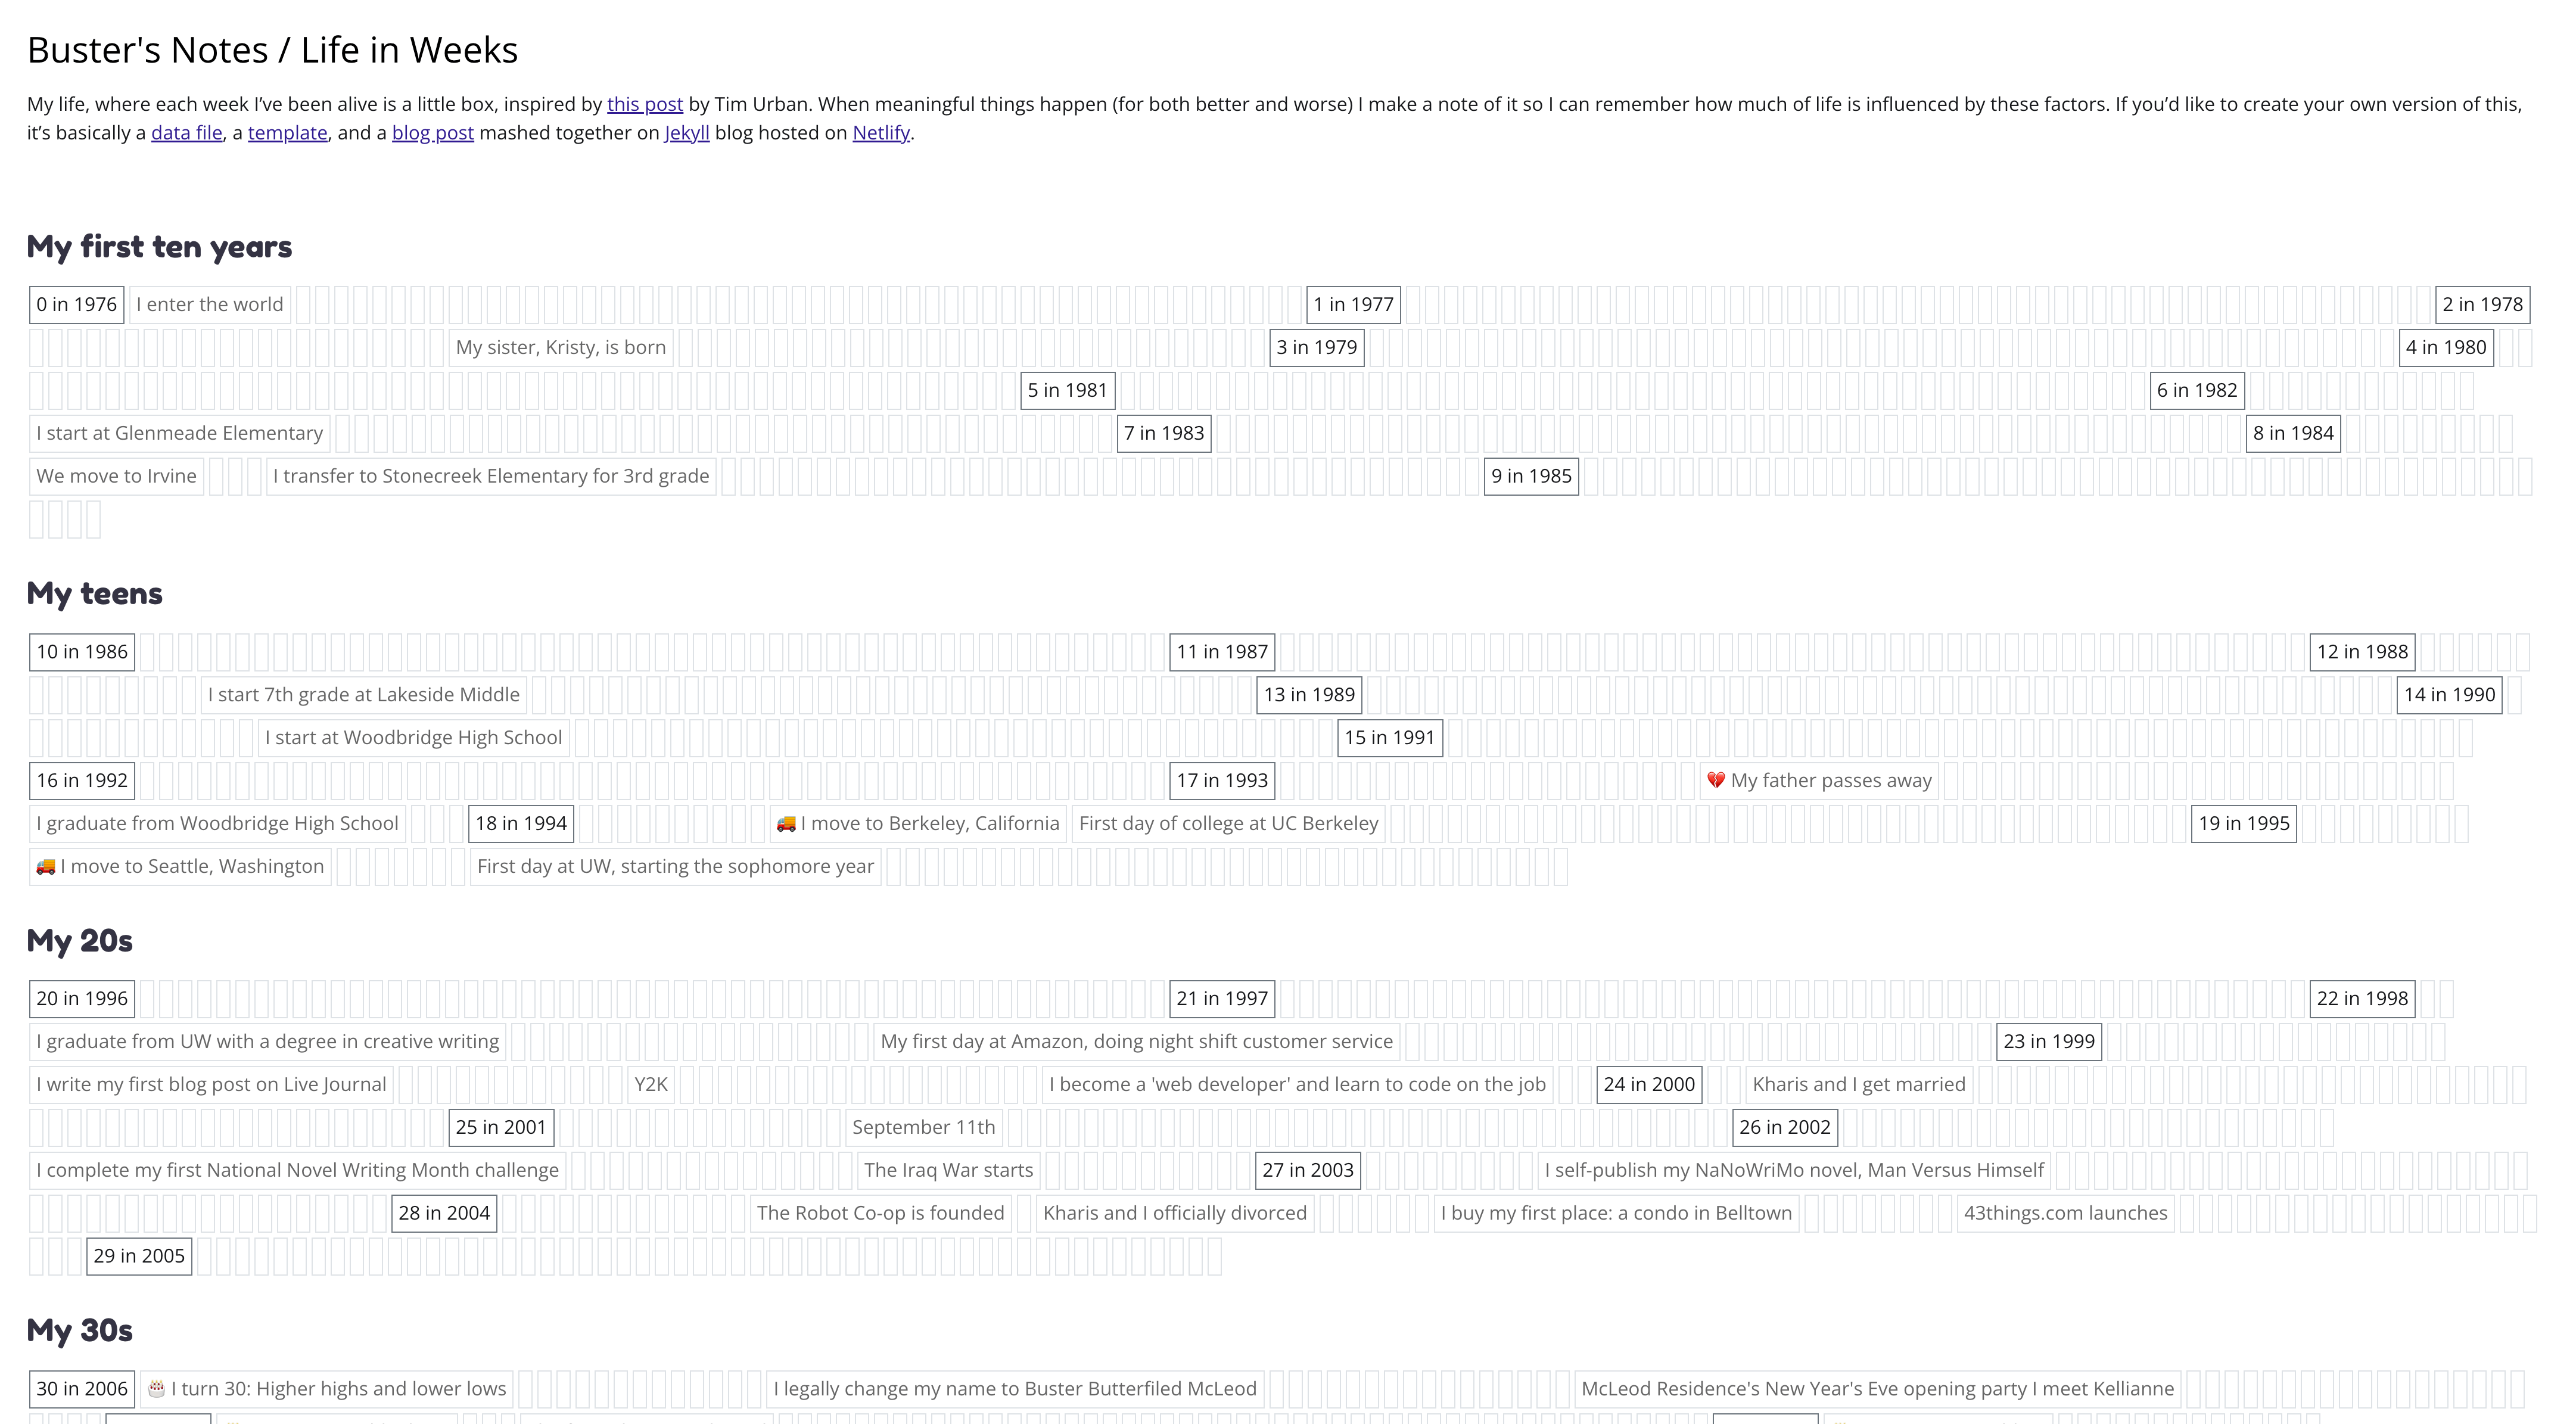 Buster's Notes / Life in Weeks
My life, where each week I’ve been alive is a little box, inspired by this post by Tim Urban. When meaningful things happen (for both better and worse) I make a note of it so I can remember how much of life is influenced by these factors. If you’d like to create your own version of this,
it’s basically a data file, a template, and a blog post mashed together on Jekyll blog hosted on Netlify.
My first ten years
0 in 1976 I enter the world 1 in 1977 2 in 1978
My sister, Kristy, is born 3 in 1979 4 in 1980
5 in 1981 6 in 1982
I start at Glenmeade Elementary 7 in 1983 8 in 1984
We move to Irvine I transfer to Stonecreek Elementary for 3rd grade 9 in 1985
My teens
10 in 1986 11 in 1987 12 in 1988
I start 7th grade at Lakeside Middle 13 in 1989 14 in 1990
I start at Woodbridge High School 15 in 1991
16 in 1992 17 in 1993 💔 My father passes away
I graduate from Woodbridge High School 18 in 1994 🚚 I move to Berkeley, California First day of college at UC Berkeley 19 in 1995
🚚 I move to Seattle, Washington First day at UW, starting the sophomore year
My 20s
20 in 1996 21 in 1997 22 in 1998
I graduate from UW with a degree in creative writing My first day at Amazon, doing night shift customer service 23 in 1999
I write my first blog post on Live Journal Y2K I become a 'web developer' and learn to code on the job 24 in 2000 Kharis and I get married
25 in 2001 September 11th 26 in 2002
I complete my first National Novel Writing Month challenge The Iraq War starts 27 in 2003 I self-publish my NaNoWriMo novel, Man Versus Himself
28 in 2004 The Robot Co-op is founded Kharis and I officially divorced I buy my first place: a condo in Belltown 43things.com launches
29 in 2005
My 30s
30 in 2006 🎂 I turn 30: Higher highs and lower lows I legally change my name to Buster Butterfiled McLeod McLeod Residence's New Year's Eve opening party I meet Kellianne